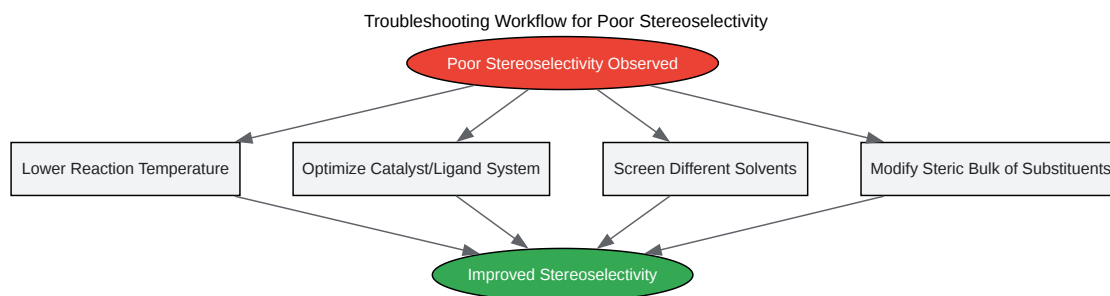 Troubleshooting Workflow for Poor Stereoselectivity
Poor Stereoselectivity Observed
Lower Reaction Temperature
Optimize Catalyst/Ligand System
Screen Different Solvents
Modify Steric Bulk of Substituents
Improved Stereoselectivity